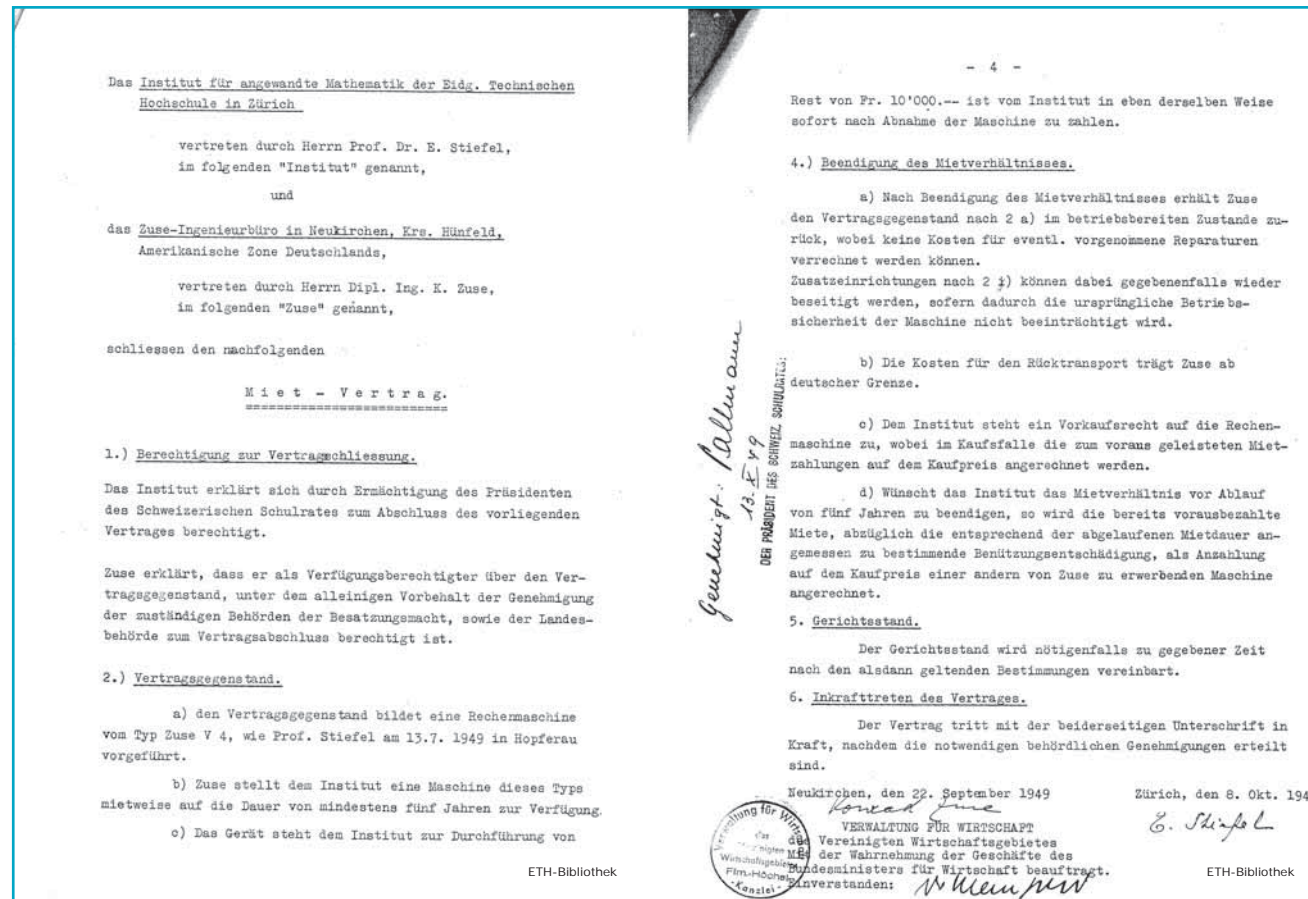 Das Institut für angewandte Mathematik der Eidg. Technischen
Hochschule in Zürich
vertreten durch Herrn Prof. Dr. E. Stiefel,
im folgenden "Institut" genannt,
und
das Zuse-Ingenieurbüro in Neukirchen, Krs. Hünfeld,
Amerikanische Zone Deutschlands,
vertreten durch Herrn Dipl. Ing. K. Zuse,
im folgenden "Zuse" genannt,
schliessen den nachfolgenden
M i e t - V e r t r a g.
=========================
1.) Berechtigung zur Vertragschliessung.
Das Institut erklärt sich durch Ermächtigung des Präsidenten
des Schweizerischen Schulrates zum Abschluss des vorliegenden
Vertrages berechtigt.
Zuse erklärt, dass er als Verfügungsberechtigter über den Ver-
tragsgegenstand, unter dem alleinigen Vorbehalt der Genehmigung
der zuständigen Behörden der Besatzungsmacht, sowie der Landes-
behörde zum Vertragsabschluss berechtigt ist.
2.) Vertragsgegenstand.
a) den Vertragsgegenstand bildet eine Rechenmaschine
vom Typ Zuse V 4, wie Prof. Stiefel am 13.7. 1949 in Hopferau
vorgeführt.
b) Zuse stellt dem Institut eine Maschine dieses Typs
mietweise auf die Dauer von mindestens fünf Jahren zur Verfügung.
c) Das Gerät steht dem Institut zur Durchführung von
ETH-Bibliothek
- 4 -
Rest von Fr. 10'000.-- ist vom Institut in eben derselben Weise
sofort nach Abnahme der Maschine zu zahlen.
4.) Beendigung des Mietverhältnisses.
a) Nach Beendigung des Mietverhältnisses erhält Zuse
den Vertragsgegenstand nach 2 a) im betriebsbereiten Zustande zu-
rück, wobei keine Kosten für eventl. vorgenommene Reparaturen
verrechnet werden können.
Zusatzeinrichtungen nach 2 ) können dabei gegebenenfalls wieder
beseitigt werden, sofern dadurch die ursprüngliche Betriebs-
sicherheit der Maschine nicht beeinträchtigt wird.
b) Die Kosten für den Rücktransport trägt Zuse ab
deutscher Grenze.
c) Dem Institut steht ein Vorkaufsrecht auf die Rechen-
maschine zu, wobei im Kaufsfalle die zum voraus geleisteten Miet-
zahlungen auf dem Kaufpreis angerechnet werden.
d) Wünscht das Institut das Mietverhältnis vor Ablauf
von fünf Jahren zu beendigen, so wird die bereits vorausbezahlte
Miete, abzüglich die entsprechend der abgelaufenen Mietdauer an-
gemessen zu bestimmende Benützungsentschädigung, als Anzahlung
auf dem Kaufpreis einer andern von Zuse zu erwerbenden Maschine
angerechnet.
5. Gerichtsstand.
Der Gerichtsstand wird nötigenfalls zu gegebener Zeit
nach den alsdann geltenden Bestimmungen vereinbart.
6. Inkrafttreten des Vertrages.
Der Vertrag tritt mit der beiderseitigen Unterschrift in
Kraft, nachdem die notwendigen behördlichen Genehmigungen erteilt
sind.
Neukirchen, den 22. September 1949
Zürich, den 8. Okt. 194
Konrad Zuse
E. Stiefel
VERWALTUNG FÜR WIRTSCHAFT
des Vereinigten Wirtschaftsgebietes
Mit der Wahrnehmung der Geschäfte des
Bundesministers für Wirtschaft beauftragt.
Einverstanden:
Verwaltung für Wirt
des
Wirtschaftsgebiete
Ffm.-Höchst
-Kanzlei-
Genehmigt: Pallmann
13. X 49
DER PRÄSIDENT DES SCHWEIZ. SCHULRATES:
ETH-Bibliothek